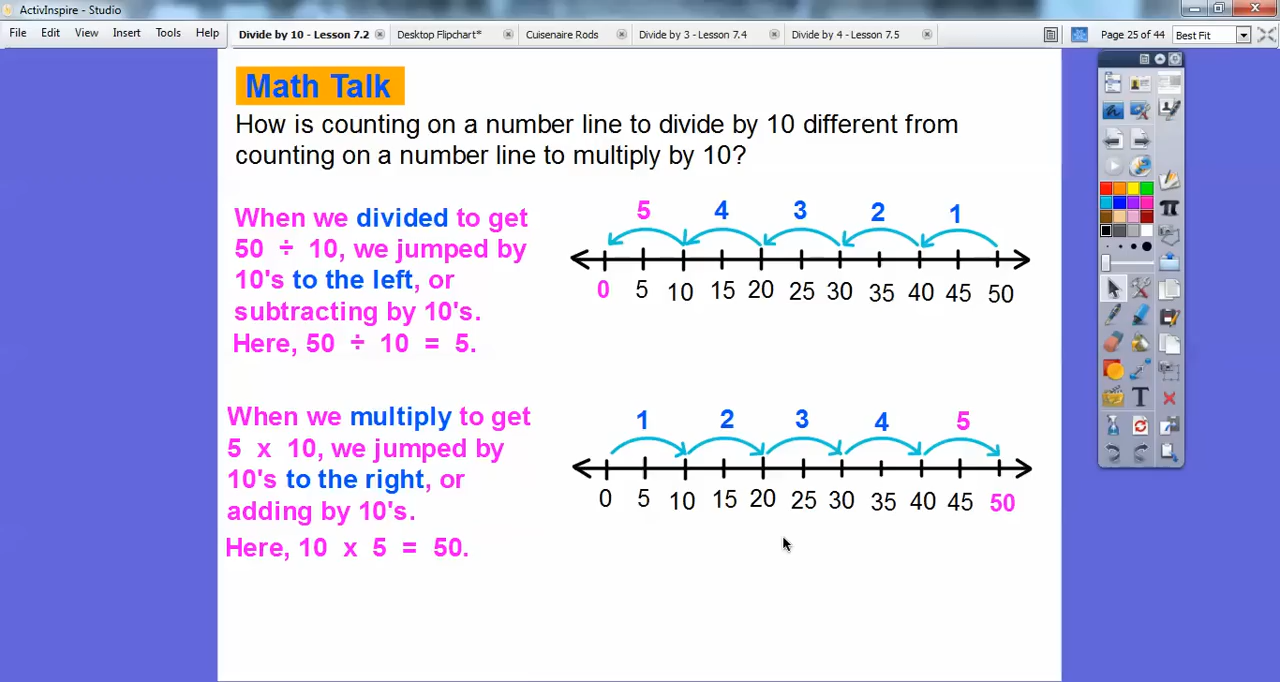 ActivInspire - Studio
File Edit View Insert Tools Help
Divide by 10 - Lesson 7.2 Desktop Flipchart* Cuisenaire Rods Divide by 3 - Lesson 7.4 Divide by 4 - Lesson 7.5
Page 25 of 44 Best Fit
Math Talk
How is counting on a number line to divide by 10 different from
counting on a number line to multiply by 10?
When we divided to get
50 ÷ 10, we jumped by
10's to the left, or
subtracting by 10's.
Here, 50 ÷ 10 = 5.
5 4 3 2 1
0 5 10 15 20 25 30 35 40 45 50
When we multiply to get
5 x 10, we jumped by
10's to the right, or
adding by 10's.
Here, 10 x 5 = 50.
1 2 3 4 5
0 5 10 15 20 25 30 35 40 45 50